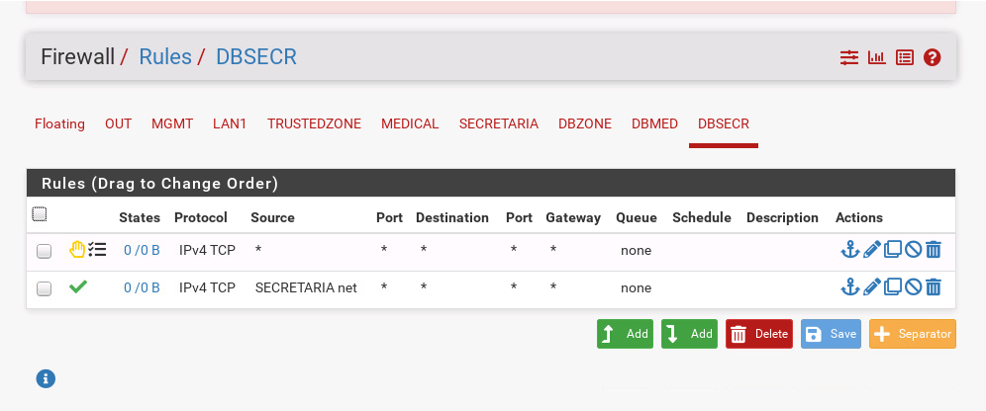 Firewall / Rules / DBSECR
Floating OUT MGMT LAN1 TRUSTEDZONE MEDICAL SECRETARIA DBZONE DBMED DBSECR
Rules (Drag to Change Order)
States Protocol Source Port Destination Port Gateway Queue Schedule Description Actions
0 /0 B IPv4 TCP * * * * * none
0 /0 B IPv4 TCP SECRETARIA net * * * * none
Add Add Delete Save Separator